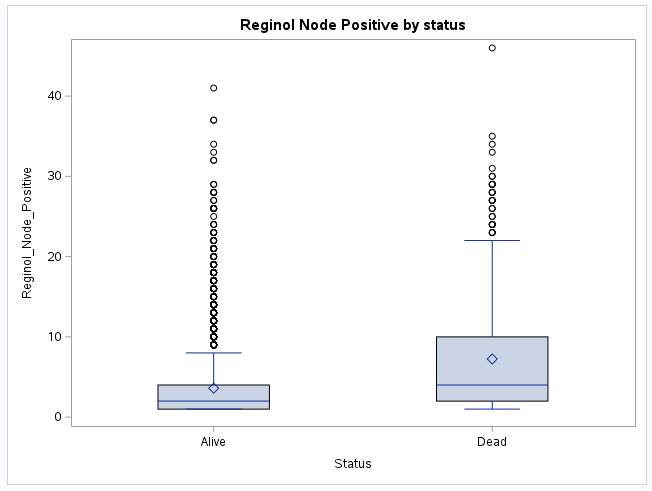 Reginol Node Positive by status
Reginol_Node_Positive
40
30
20
10
0
Alive
Dead
Status